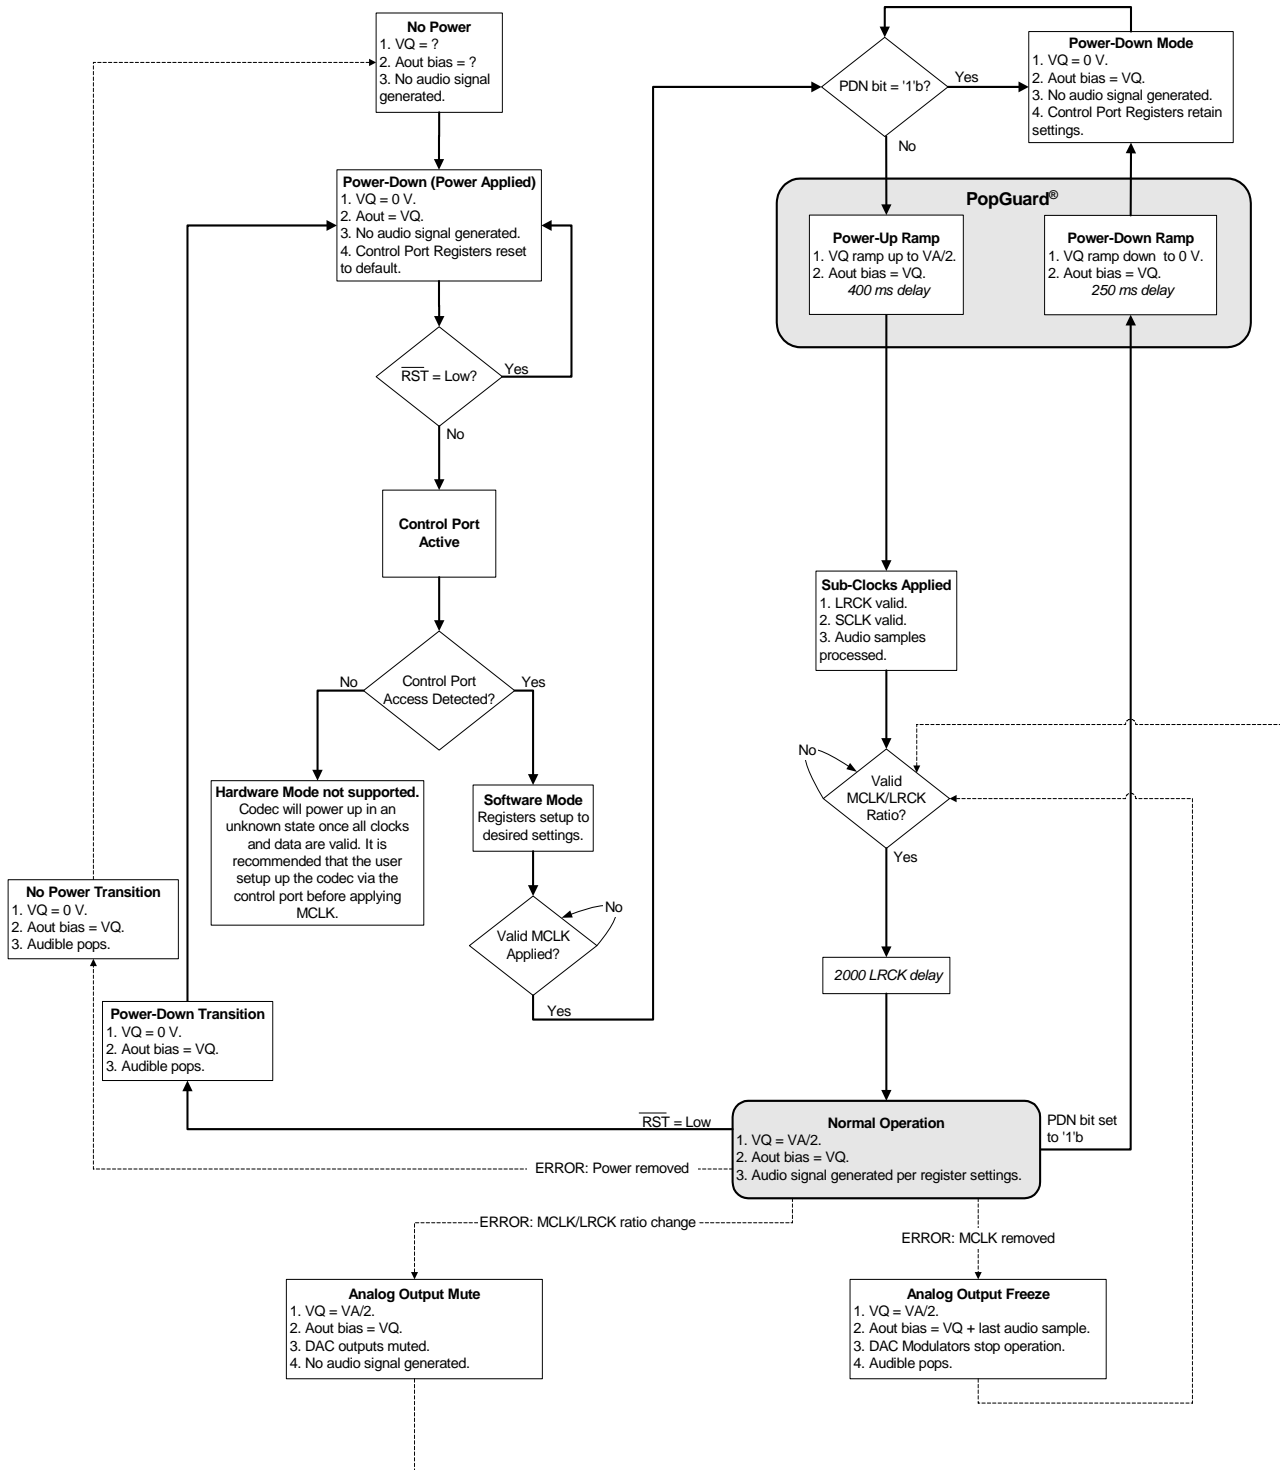 No Power
1. VQ = ?
2. Aout bias = ?
3. No audio signal
generated.
Power-Down (Power Applied)
1. VQ = 0 V.
2. Aout = VQ.
3. No audio signal generated.
4. Control Port Registers reset
to default.
RST = Low?
Yes
No
Control Port
Active
Control Port
Access Detected?
No
Yes
Hardware Mode not supported.
Codec will power up in an
unknown state once all clocks
and data are valid. It is
recommended that the user
setup up the codec via the
control port before applying
MCLK.
Software Mode
Registers setup to
desired settings.
Valid MCLK
Applied?
No
Yes
No Power Transition
1. VQ = 0 V.
2. Aout bias = VQ.
3. Audible pops.
Power-Down Transition
1. VQ = 0 V.
2. Aout bias = VQ.
3. Audible pops.
PDN bit = '1'b?
Yes
No
Power-Down Mode
1. VQ = 0 V.
2. Aout bias = VQ.
3. No audio signal generated.
4. Control Port Registers retain
settings.
PopGuard®
Power-Up Ramp
1. VQ ramp up to VA/2.
2. Aout bias = VQ.
400 ms delay
Power-Down Ramp
1. VQ ramp down to 0 V.
2. Aout bias = VQ.
250 ms delay
Sub-Clocks Applied
1. LRCK valid.
2. SCLK valid.
3. Audio samples
processed.
No
Valid
MCLK/LRCK
Ratio?
Yes
2000 LRCK delay
Normal Operation
1. VQ = VA/2.
2. Aout bias = VQ.
3. Audio signal generated per register settings.
RST = Low
PDN bit set
to '1'b
ERROR: Power removed
ERROR: MCLK/LRCK ratio change
ERROR: MCLK removed
Analog Output Mute
1. VQ = VA/2.
2. Aout bias = VQ.
3. DAC outputs muted.
4. No audio signal generated.
Analog Output Freeze
1. VQ = VA/2.
2. Aout bias = VQ + last audio sample.
3. DAC Modulators stop operation.
4. Audible pops.